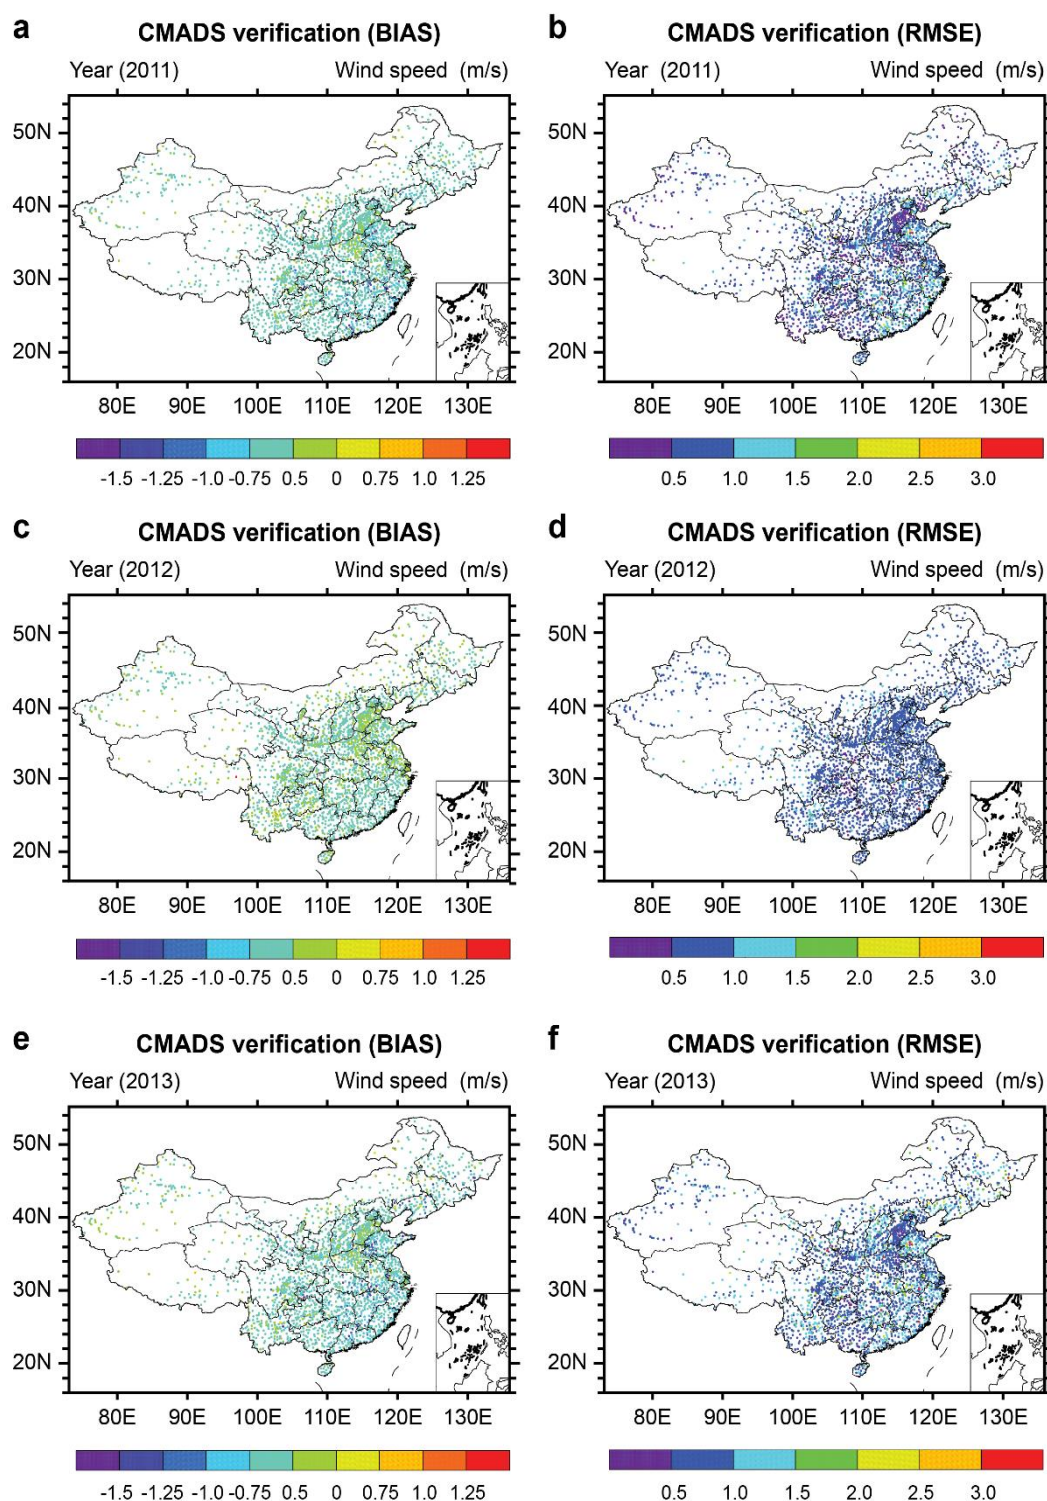 a
CMADS verification (BIAS)
Year (2011) Wind speed (m/s)
50N
40N
30N
20N
80E 90E 100E 110E 120E 130E
-1.5 -1.25 -1.0 -0.75 0.5 0 0.75 1.0 1.25
b
CMADS verification (RMSE)
Year (2011) Wind speed (m/s)
50N
40N
30N
20N
80E 90E 100E 110E 120E 130E
0.5 1.0 1.5 2.0 2.5 3.0
c
CMADS verification (BIAS)
Year (2012) Wind speed (m/s)
50N
40N
30N
20N
80E 90E 100E 110E 120E 130E
-1.5 -1.25 -1.0 -0.75 0.5 0 0.75 1.0 1.25
d
CMADS verification (RMSE)
Year (2012) Wind speed (m/s)
50N
40N
30N
20N
80E 90E 100E 110E 120E 130E
0.5 1.0 1.5 2.0 2.5 3.0
e
CMADS verification (BIAS)
Year (2013) Wind speed (m/s)
50N
40N
30N
20N
80E 90E 100E 110E 120E 130E
-1.5 -1.25 -1.0 -0.75 0.5 0 0.75 1.0 1.25
f
CMADS verification (RMSE)
Year (2013) Wind speed (m/s)
50N
40N
30N
20N
80E 90E 100E 110E 120E 130E
0.5 1.0 1.5 2.0 2.5 3.0